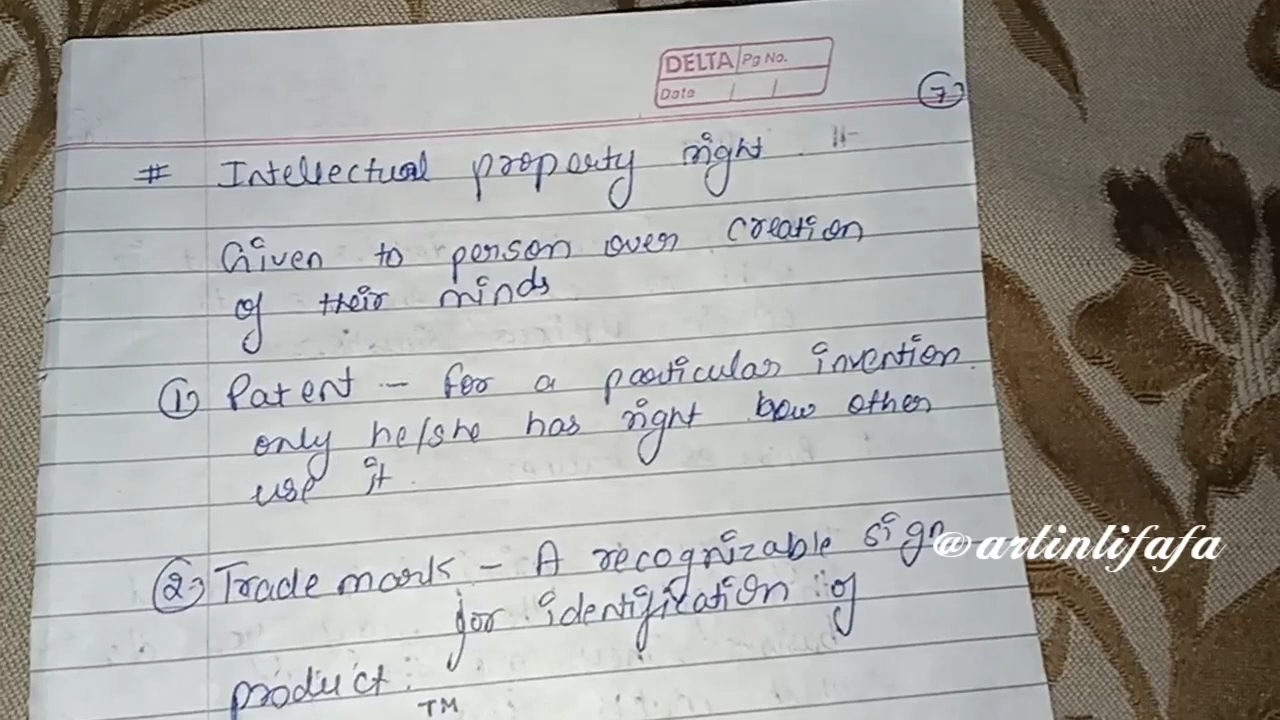 DELTA Pg No.
Date / /
7
# Intellectual property right :-
Given to person over creation
of their minds
① Patent - for a particular invention
only he/she has right how other
use it.
② Trade mark - A recognizable sign
for identification of
product.
TM
@artinlifafa